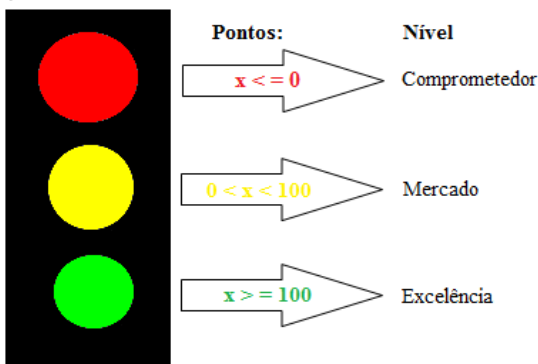 Pontos: Nível
x < = 0 Comprometedor
0 < x < 100 Mercado
x > = 100 Excelência